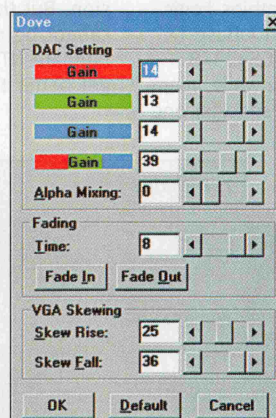 Dove
DAC Setting
Gain 14
Gain 13
Gain 14
Gain 39
Alpha Mixing: 0
Fading
Time: 8
Fade In Fade Out
VGA Skewing
Skew Rise: 25
Skew Fall: 36
OK Default Cancel